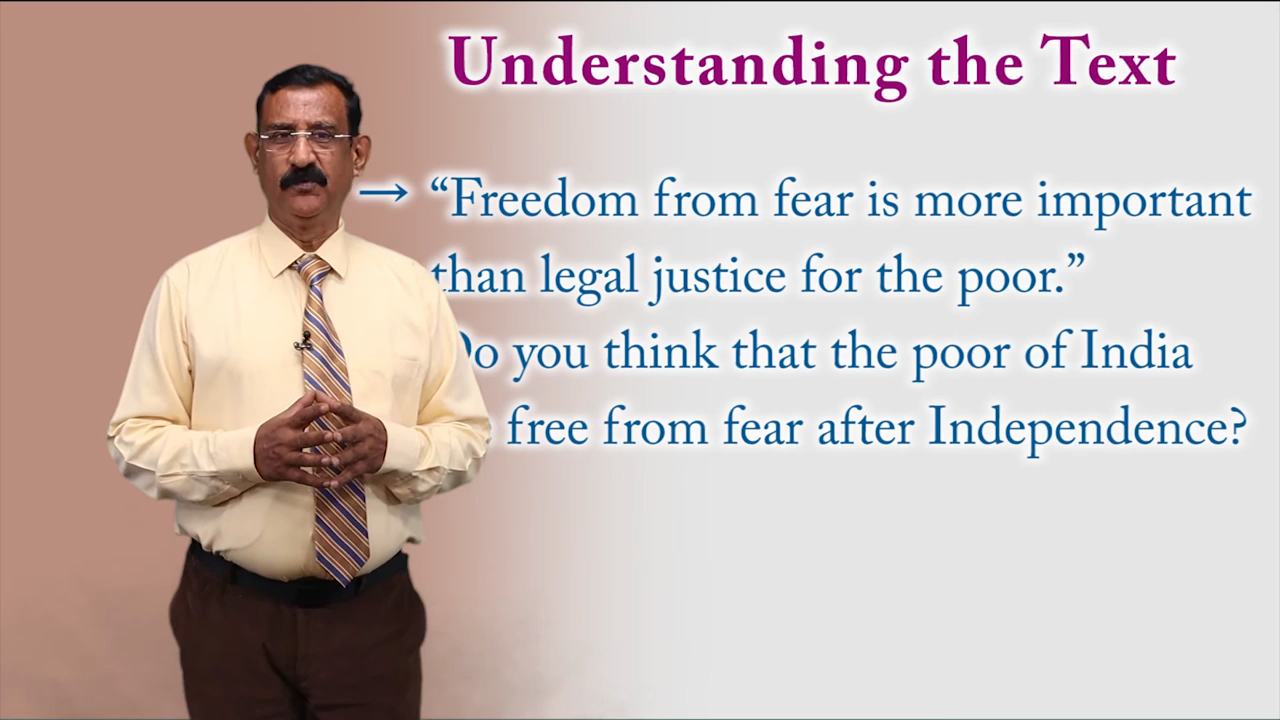 Understanding the Text
→ “Freedom from fear is more important
than legal justice for the poor.”
Do you think that the poor of India
free from fear after Independence?